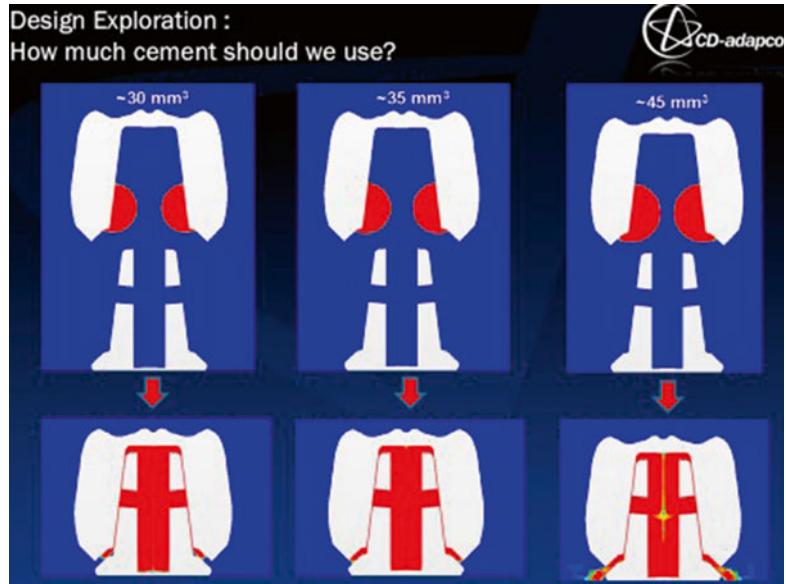 Design Exploration :
How much cement should we use?
CD-adapco
~30 mm³
~35 mm³
~45 mm³